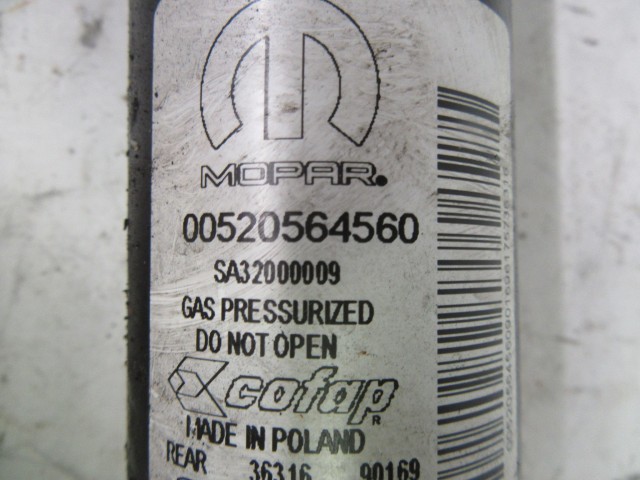 MOPAR®
00520564560
SA32000009
GAS PRESSURIZED
DO NOT OPEN
cofap®
MADE IN POLAND
REAR 36316 90169